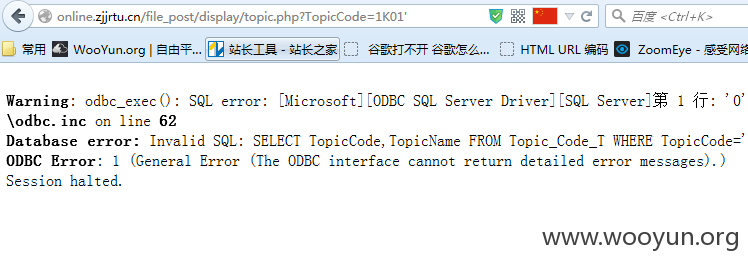 online.zjjrtu.cn/file_post/display/topic.php?TopicCode=1K01'
百度 <Ctrl+K>
常用 WooYun.org | 自由平... 站长工具 - 站长之家 谷歌打不开 谷歌怎么... HTML URL 编码 ZoomEye - 感受网络
Warning: odbc_exec(): SQL error: [Microsoft][ODBC SQL Server Driver][SQL Server]第 1 行: '0'
\odbc.inc on line 62
Database error: Invalid SQL: SELECT TopicCode,TopicName FROM Topic_Code_T WHERE TopicCode='
ODBC Error: 1 (General Error (The ODBC interface cannot return detailed error messages).)
Session halted.
www.wooyun.org